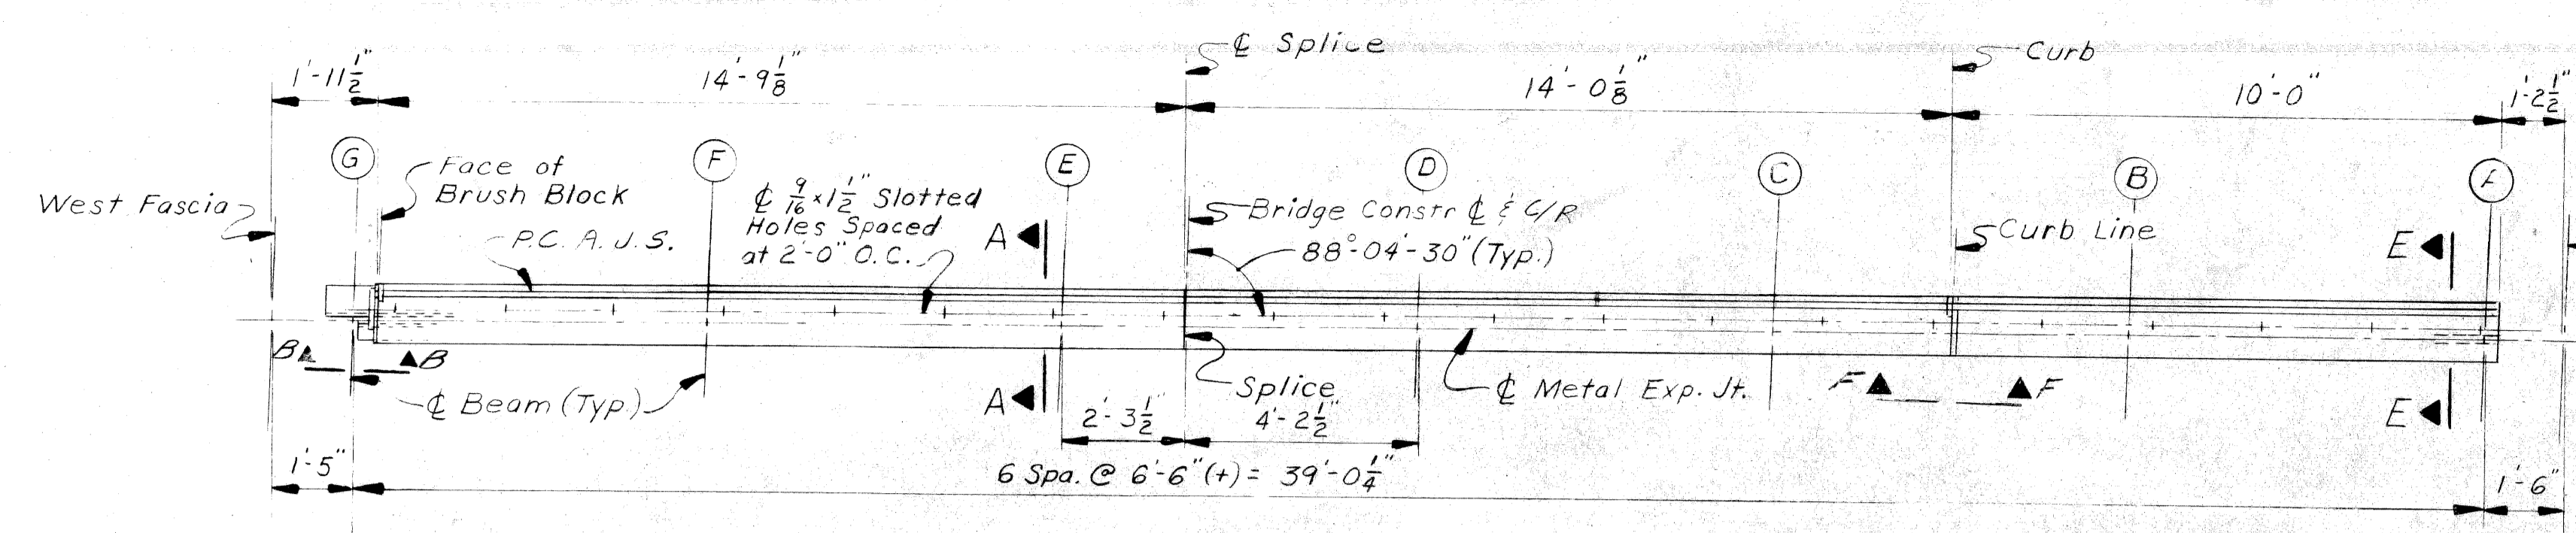 ℄ Splice
Curb
1'-11 1/2"
14'-9 1/8"
14'-0 1/8"
10'-0"
1'-2 1/2"
G
F
E
D
C
B
A
West Fascia
Face of
Brush Block
P.C. A. J. S.
℄ 9/16 x 1 1/2" Slotted
Holes Spaced
at 2'-0" O.C.
A
Bridge Constr ℄ & C/R
88°-04'-30" (Typ.)
Curb Line
E
B
B
℄ Beam (Typ.)
A
Splice
℄ Metal Exp. Jt.
F
F
E
2'-3 1/2"
4'-2 1/2"
1'-5"
6 Spa. @ 6'-6" (+) = 39'-0 1/4"
1'-6"